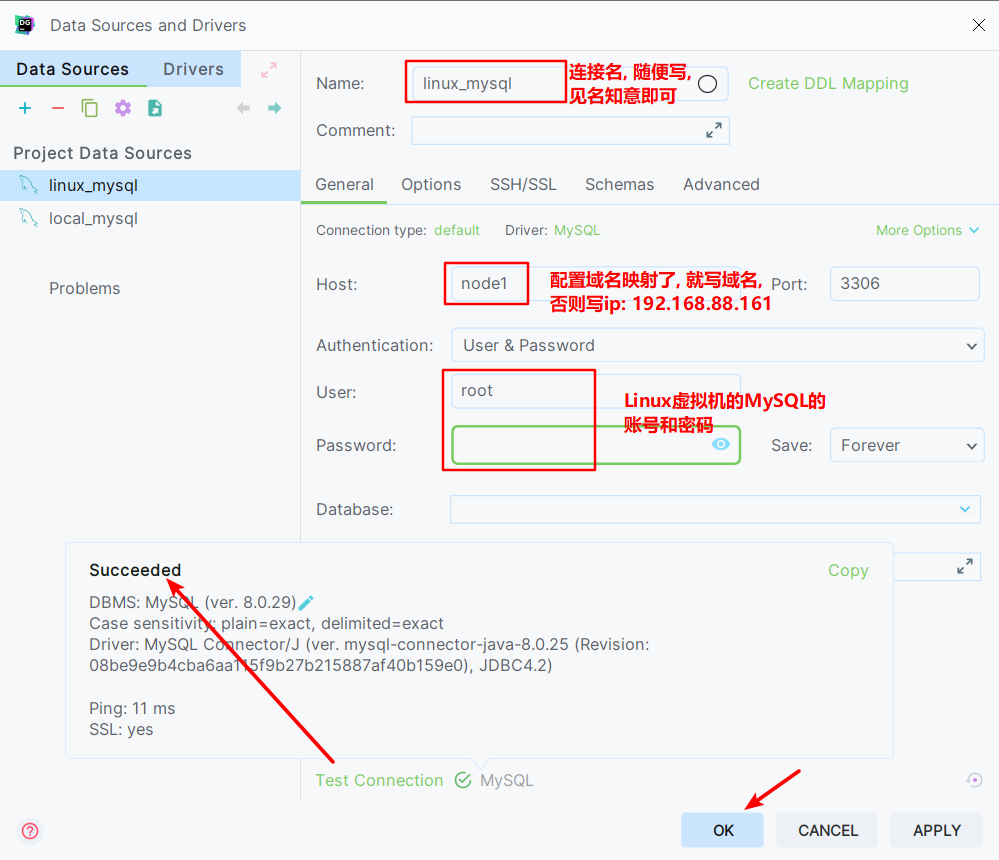 DG
Data Sources and Drivers
Data Sources
Drivers
Name:
linux_mysql
连接名, 随便写,
见名知意即可
Create DDL Mapping
Comment:
Project Data Sources
linux_mysql
local_mysql
Problems
General
Options
SSH/SSL
Schemas
Advanced
Connection type: default
Driver: MySQL
More Options
Host:
node1
配置域名映射了, 就写域名,
否则写ip: 192.168.88.161
Port:
3306
Authentication:
User & Password
User:
root
Linux虚拟机的MySQL的
账号和密码
Password:
Save:
Forever
Database:
Succeeded
Copy
DBMS: MySQL (ver. 8.0.29)
Case sensitivity: plain=exact, delimited=exact
Driver: MySQL Connector/J (ver. mysql-connector-java-8.0.25 (Revision:
08be9e9b4cba6aa115f9b27b215887af40b159e0), JDBC4.2)
Ping: 11 ms
SSL: yes
Test Connection
MySQL
?
OK
CANCEL
APPLY